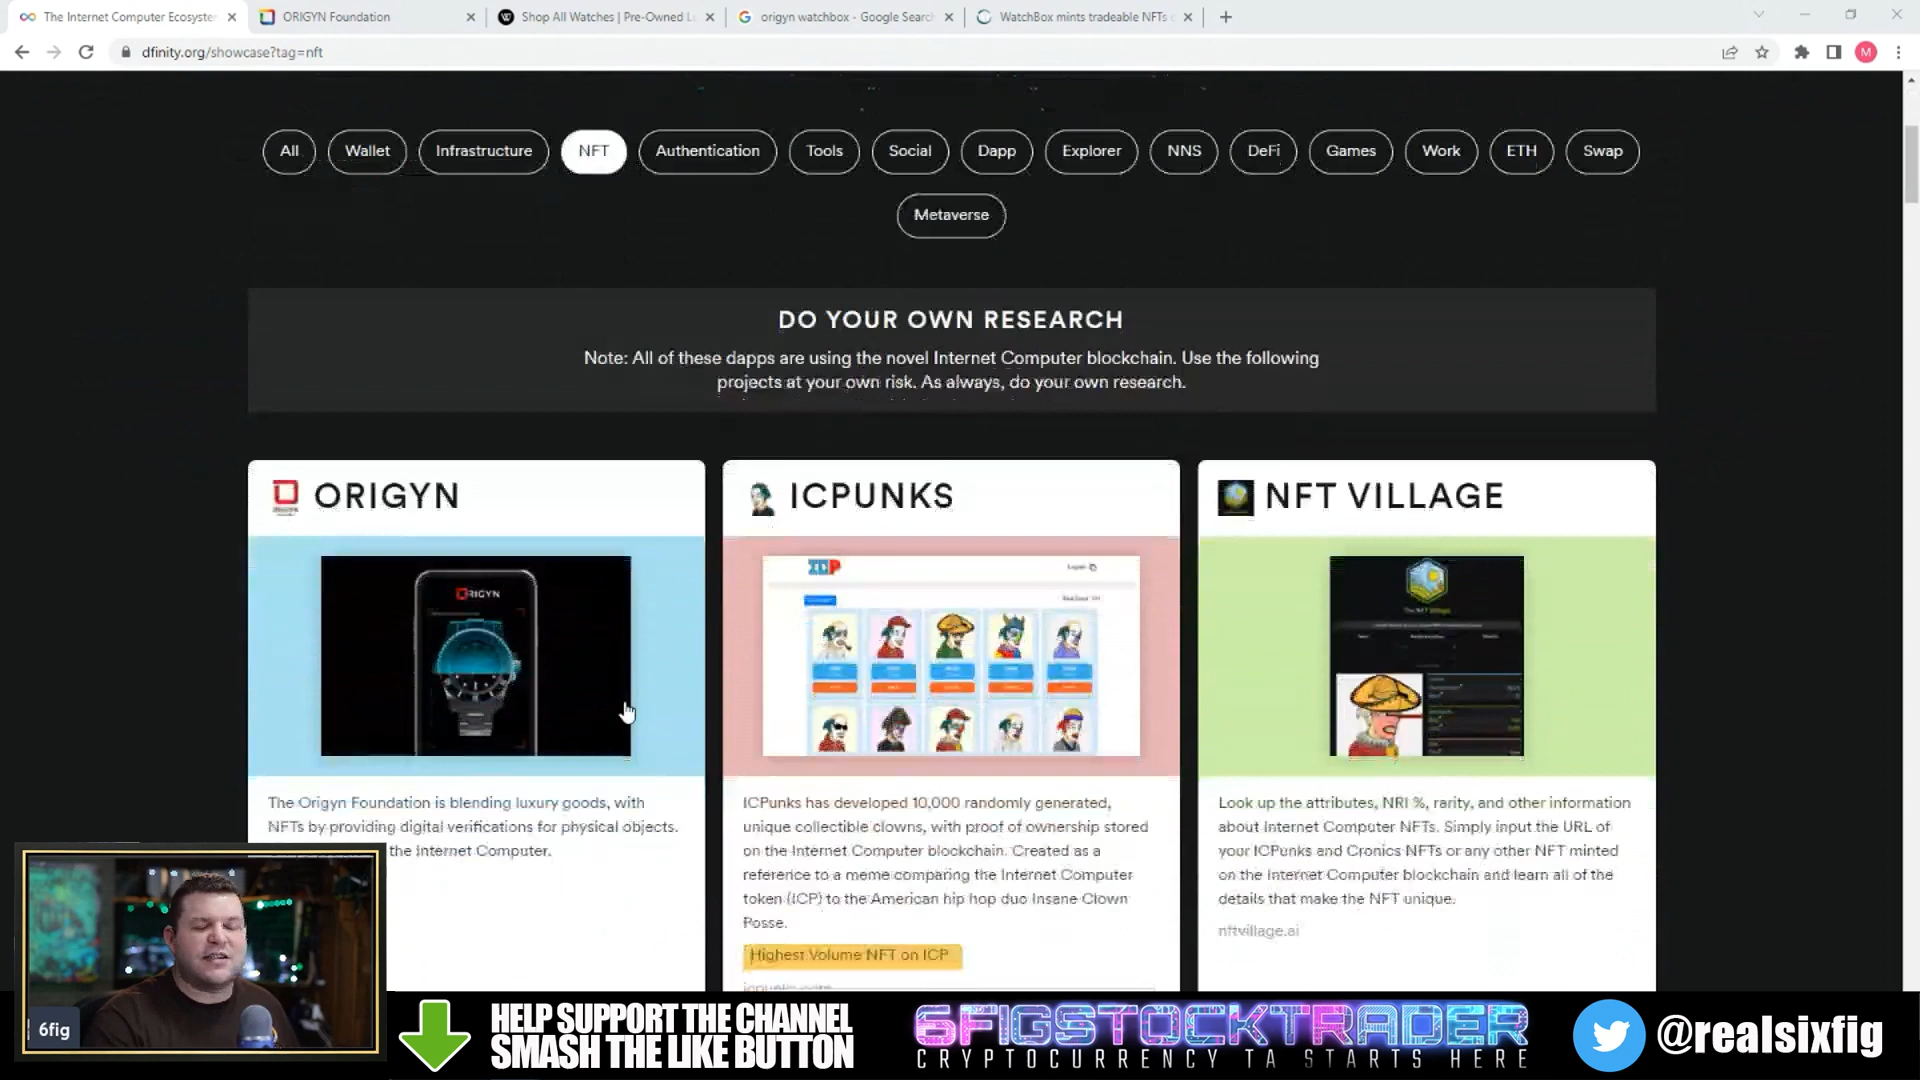 The Internet Computer Ecosyste
ORIGYN Foundation
Shop All Watches | Pre-Owned L
origyn watchbox - Google Searc
WatchBox mints tradeable NFTs
dfinity.org/showcase?tag=nft
M
All
Wallet
Infrastructure
NFT
Authentication
Tools
Social
Dapp
Explorer
NNS
DeFi
Games
Work
ETH
Swap
Metaverse
DO YOUR OWN RESEARCH
Note: All of these dapps are using the novel Internet Computer blockchain. Use the following
projects at your own risk. As always, do your own research.
ORIGYN
ICPUNKS
NFT VILLAGE
ORIGYN
ICP
The Origyn Foundation is blending luxury goods, with
NFTs by providing digital verifications for physical objects.
the Internet Computer.
ICPunks has developed 10,000 randomly generated,
unique collectible clowns, with proof of ownership stored
on the Internet Computer blockchain. Created as a
reference to a meme comparing the Internet Computer
token (ICP) to the American hip hop duo Insane Clown
Posse.
Highest Volume NFT on ICP
Look up the attributes, NRI %, rarity, and other information
about Internet Computer NFTs. Simply input the URL of
your ICPunks and Cronics NFTs or any other NFT minted
on the Internet Computer blockchain and learn all of the
details that make the NFT unique.
nftvillage.ai
6fig
HELP SUPPORT THE CHANNEL
SMASH THE LIKE BUTTON
6FIGSTOCKTRADER
CRYPTOCURRENCY TA STARTS HERE
@realsixfig